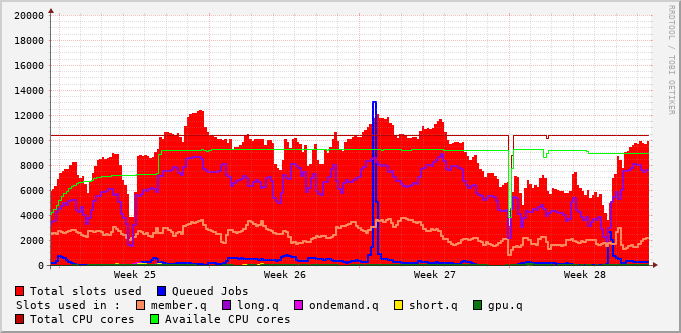 20000
18000
16000
14000
12000
10000
8000
6000
4000
2000
0
Week 25 Week 26 Week 27 Week 28
RRDTOOL / TOBI OETIKER
Total slots used Queued Jobs
Slots used in : member.q long.q ondemand.q short.q gpu.q
Total CPU cores Availale CPU cores